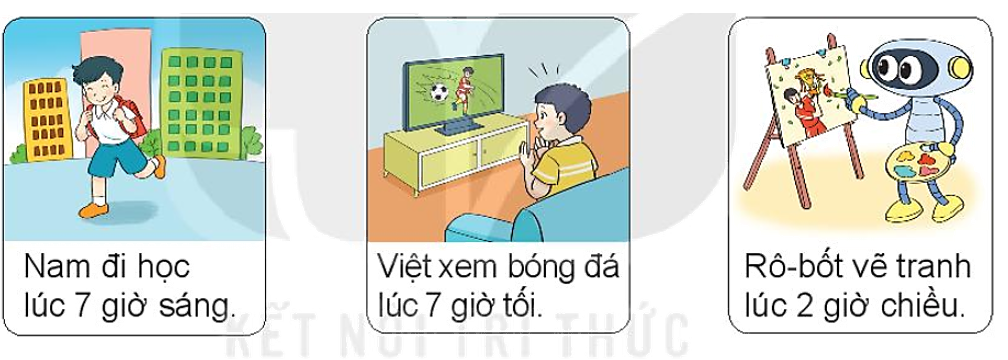 Nam đi học
lúc 7 giờ sáng.
Việt xem bóng đá
lúc 7 giờ tối.
Rô-bốt vẽ tranh
lúc 2 giờ chiều.
KẾT NỐI TRI THỨC